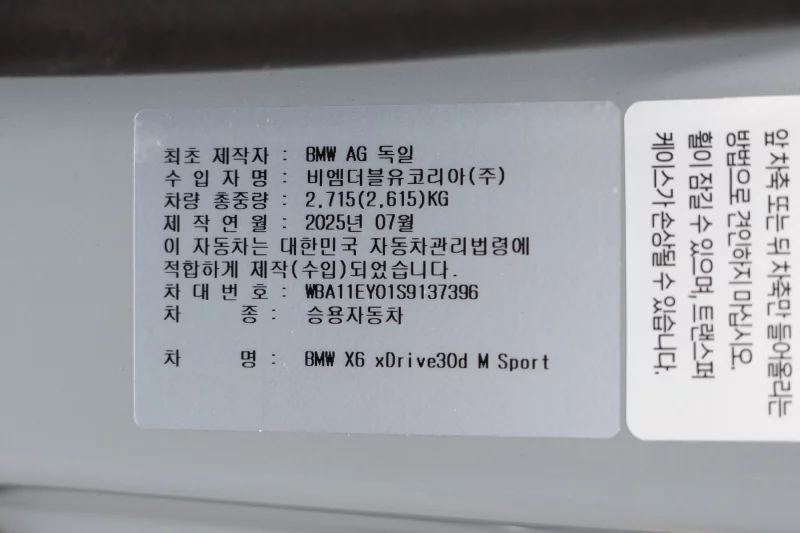 최초 제작자 : BMW AG 독일
수 입 자 명 : 비엠더블유코리아(주)
차량 총중량 : 2,715(2,615)KG
제 작 연 월 : 2025년 07월
이 자동차는 대한민국 자동차관리법령에
적합하게 제작(수입)되었습니다.
차 대 번 호 : WBA11EY01S9137396
차 종 : 승용자동차
차 명 : BMW X6 xDrive30d M Sport
앞 차축 또는 뒤 차축만 들어올리는
방법으로 견인하지 마십시오.
휠이 잠길 수 있으며, 트랜스퍼
케이스가 손상될 수 있습니다.